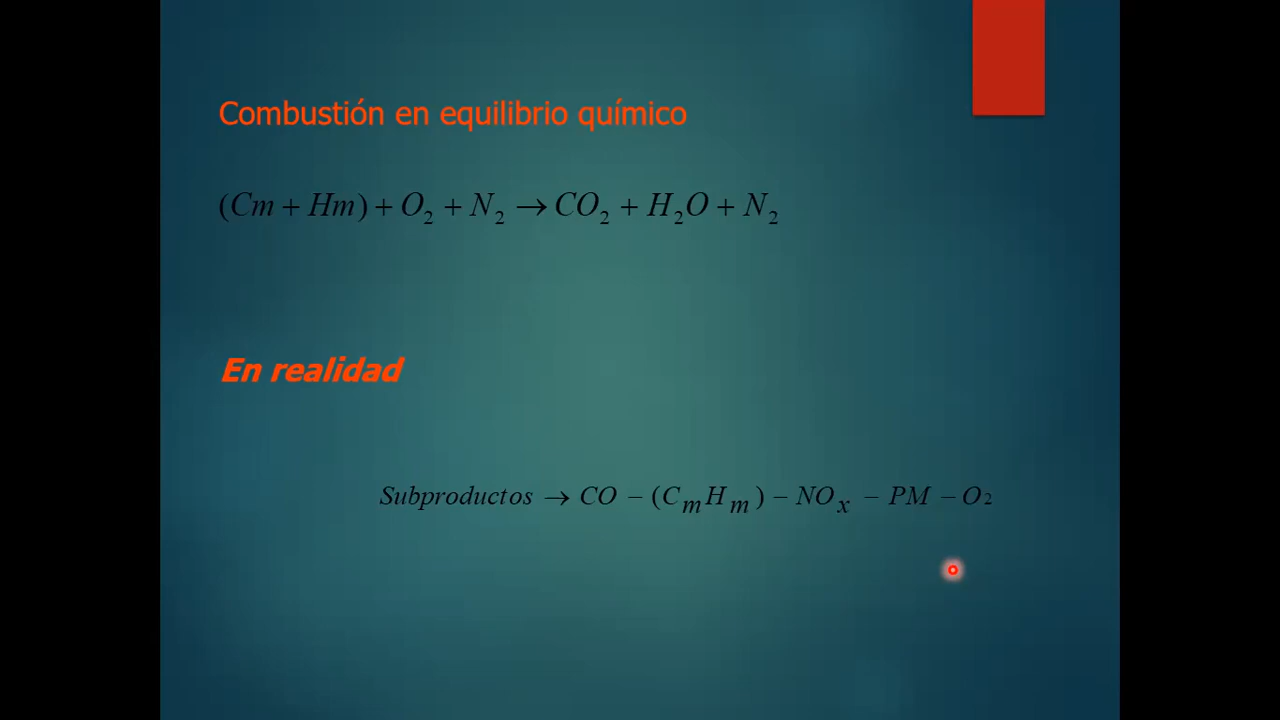 Combustión en equilibrio químico
(Cm + Hm) + O₂ + N₂ → CO₂ + H₂O + N₂
En realidad
Subproductos → CO − (CₘHₘ) − NOₓ − PM − O₂